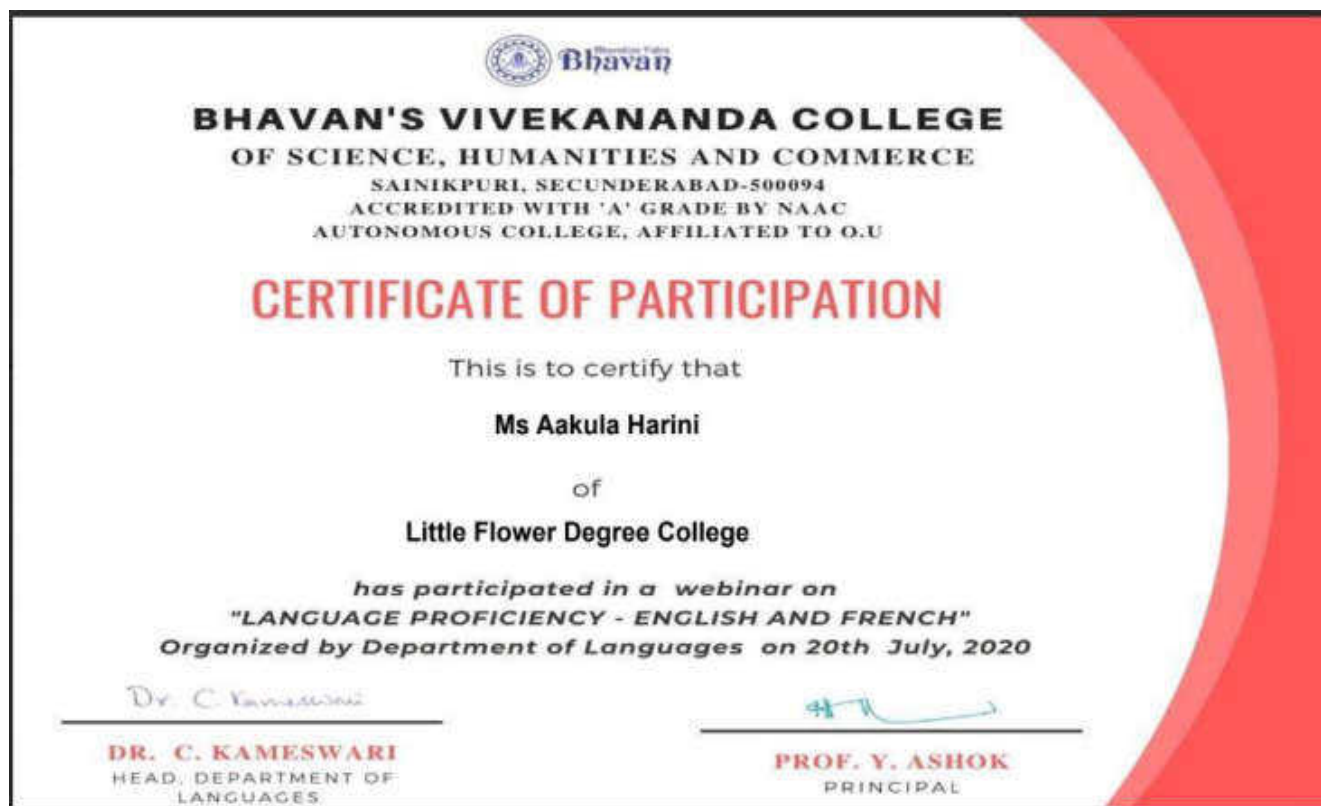 Bharatiya Vidya
Bhavan
BHAVAN'S VIVEKANANDA COLLEGE
OF SCIENCE, HUMANITIES AND COMMERCE
SAINIKPURI, SECUNDERABAD-500094
ACCREDITED WITH 'A' GRADE BY NAAC
AUTONOMOUS COLLEGE, AFFILIATED TO O.U
CERTIFICATE OF PARTICIPATION
This is to certify that
Ms Aakula Harini
of
Little Flower Degree College
has participated in a webinar on
"LANGUAGE PROFICIENCY - ENGLISH AND FRENCH"
Organized by Department of Languages on 20th July, 2020
Dr. C. Kameswari
DR. C. KAMESWARI
HEAD, DEPARTMENT OF
LANGUAGES
PROF. Y. ASHOK
PRINCIPAL